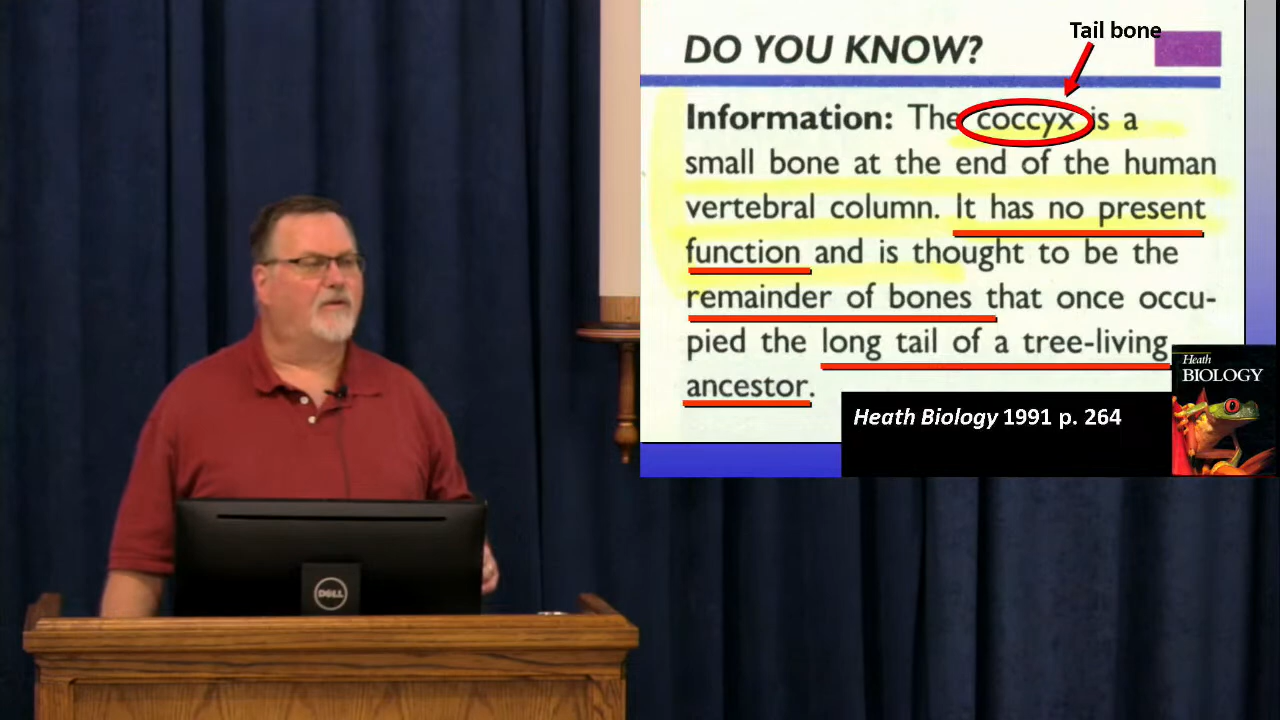 Tail bone
DO YOU KNOW?
Information: The coccyx is a
small bone at the end of the human
vertebral column. It has no present
function and is thought to be the
remainder of bones that once occu-
pied the long tail of a tree-living
ancestor.
Heath Biology 1991 p. 264
Heath
BIOLOGY
DELL